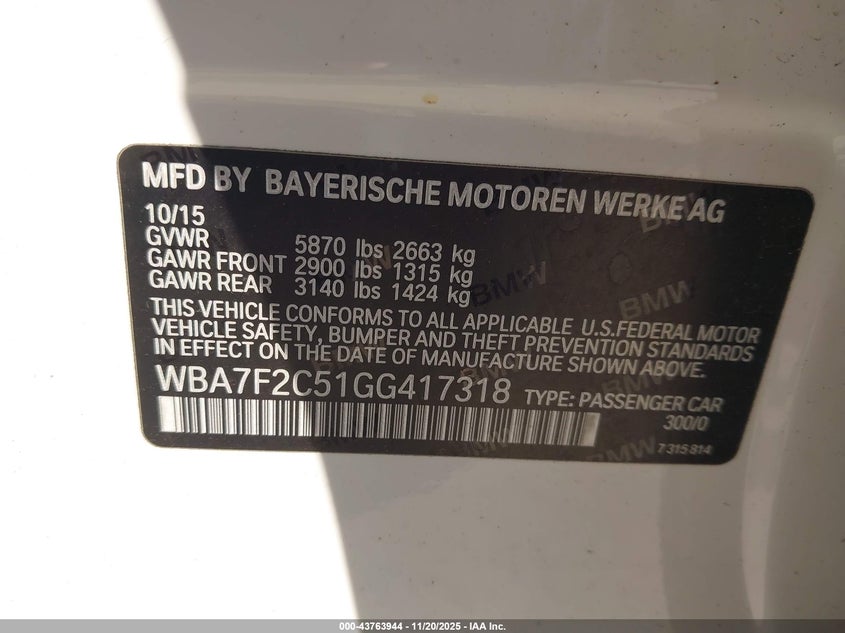 MFD BY BAYERISCHE MOTOREN WERKE AG
10/15
GVWR 5870 lbs 2663 kg
GAWR FRONT 2900 lbs 1315 kg
GAWR REAR 3140 lbs 1424 kg
THIS VEHICLE CONFORMS TO ALL APPLICABLE U.S.FEDERAL MOTOR
VEHICLE SAFETY, BUMPER AND THEFT PREVENTION STANDARDS
IN EFFECT ON THE DATE OF MANUFACTURE SHOWN ABOVE.
WBA7F2C51GG417318 TYPE: PASSENGER CAR
300/0
BMW 7 315 814
000-43763944 - 11/20/2025 - IAA Inc.